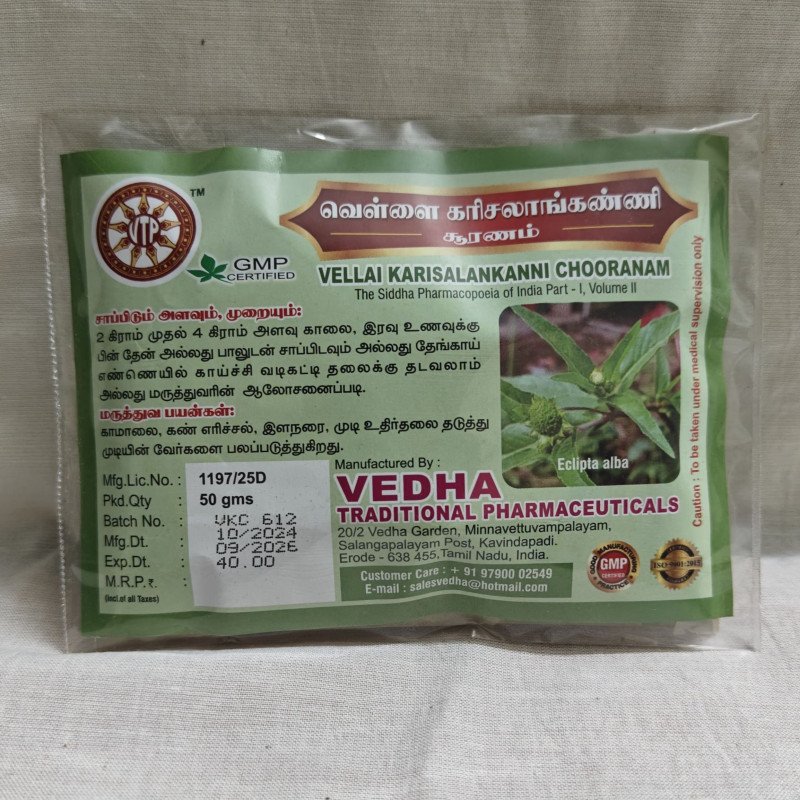 VTP
TM
GMP
CERTIFIED
வெள்ளை கரிசலாங்கண்ணி
சூரணம்
VELLAI KARISALANKANNI CHOORANAM
The Siddha Pharmacopoeia of India Part - I, Volume II
சாப்பிடும் அளவும், முறையும்:
2 கிராம் முதல் 4 கிராம் அளவு காலை, இரவு உணவுக்கு
பின் தேன் அல்லது பாலுடன் சாப்பிடவும் அல்லது தேங்காய்
எண்ணெயில் காய்ச்சி வடிகட்டி தலைக்கு தடவலாம்
அல்லது மருத்துவரின் ஆலோசனைப்படி.
மருத்துவ பயன்கள்:
காமாலை, கண் எரிச்சல், இளநரை, முடி உதிர்தலை தடுத்து
முடியின் வேர்களை பலப்படுத்துகிறது.
Eclipta alba
Caution : To be taken under medical supervision only
Mfg.Lic.No. : 1197/25D
Pkd.Qty : 50 gms
Batch No. : VKC 612
Mfg.Dt. : 10/2024
Exp.Dt. : 09/2026
M.R.P.₹. : 40.00
(incl.of all Taxes)
Manufactured By :
VEDHA
TRADITIONAL PHARMACEUTICALS
20/2 Vedha Garden, Minnavettuvampalayam,
Salangapalayam Post, Kavindapadi.
Erode - 638 455, Tamil Nadu, India.
Customer Care : + 91 97900 02549
E-mail : salesvedha@hotmail.com
GOOD MANUFACTURING
GMP
CERTIFIED
PRACTICES
ISO 9001:2015